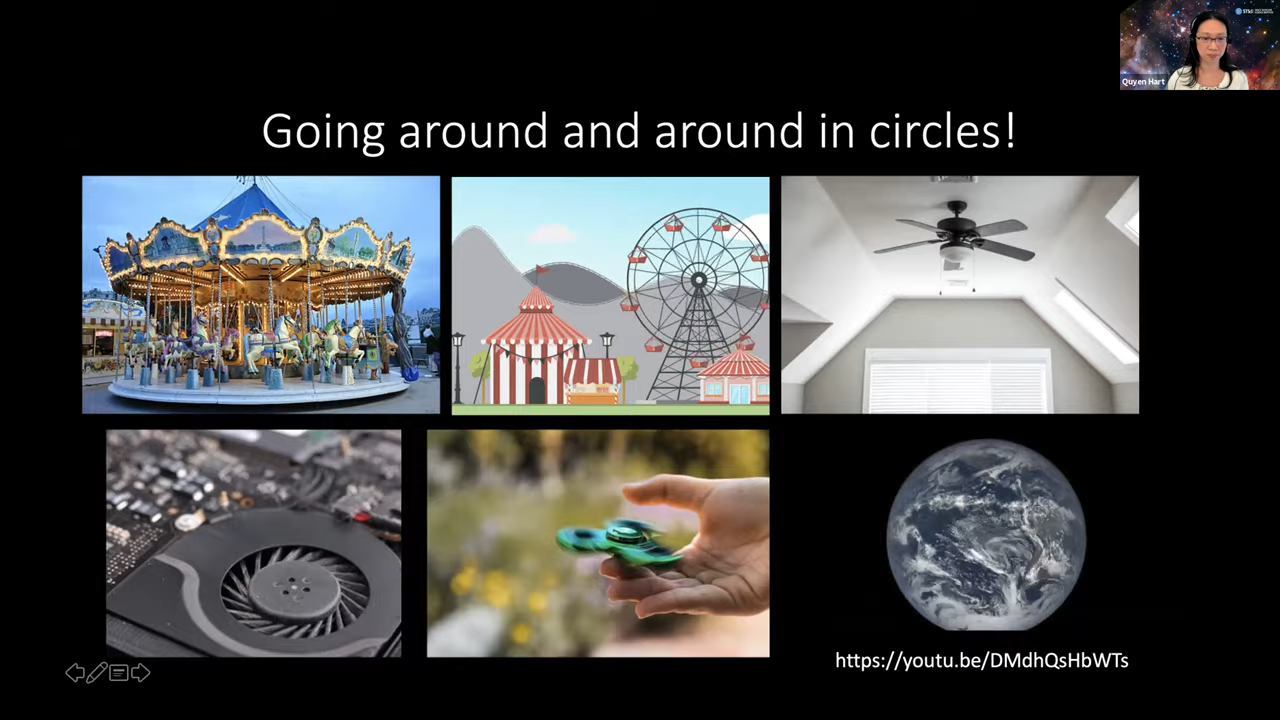 Going around and around in circles!
Quyen Hart
https://youtu.be/DMdhQsHbWTs